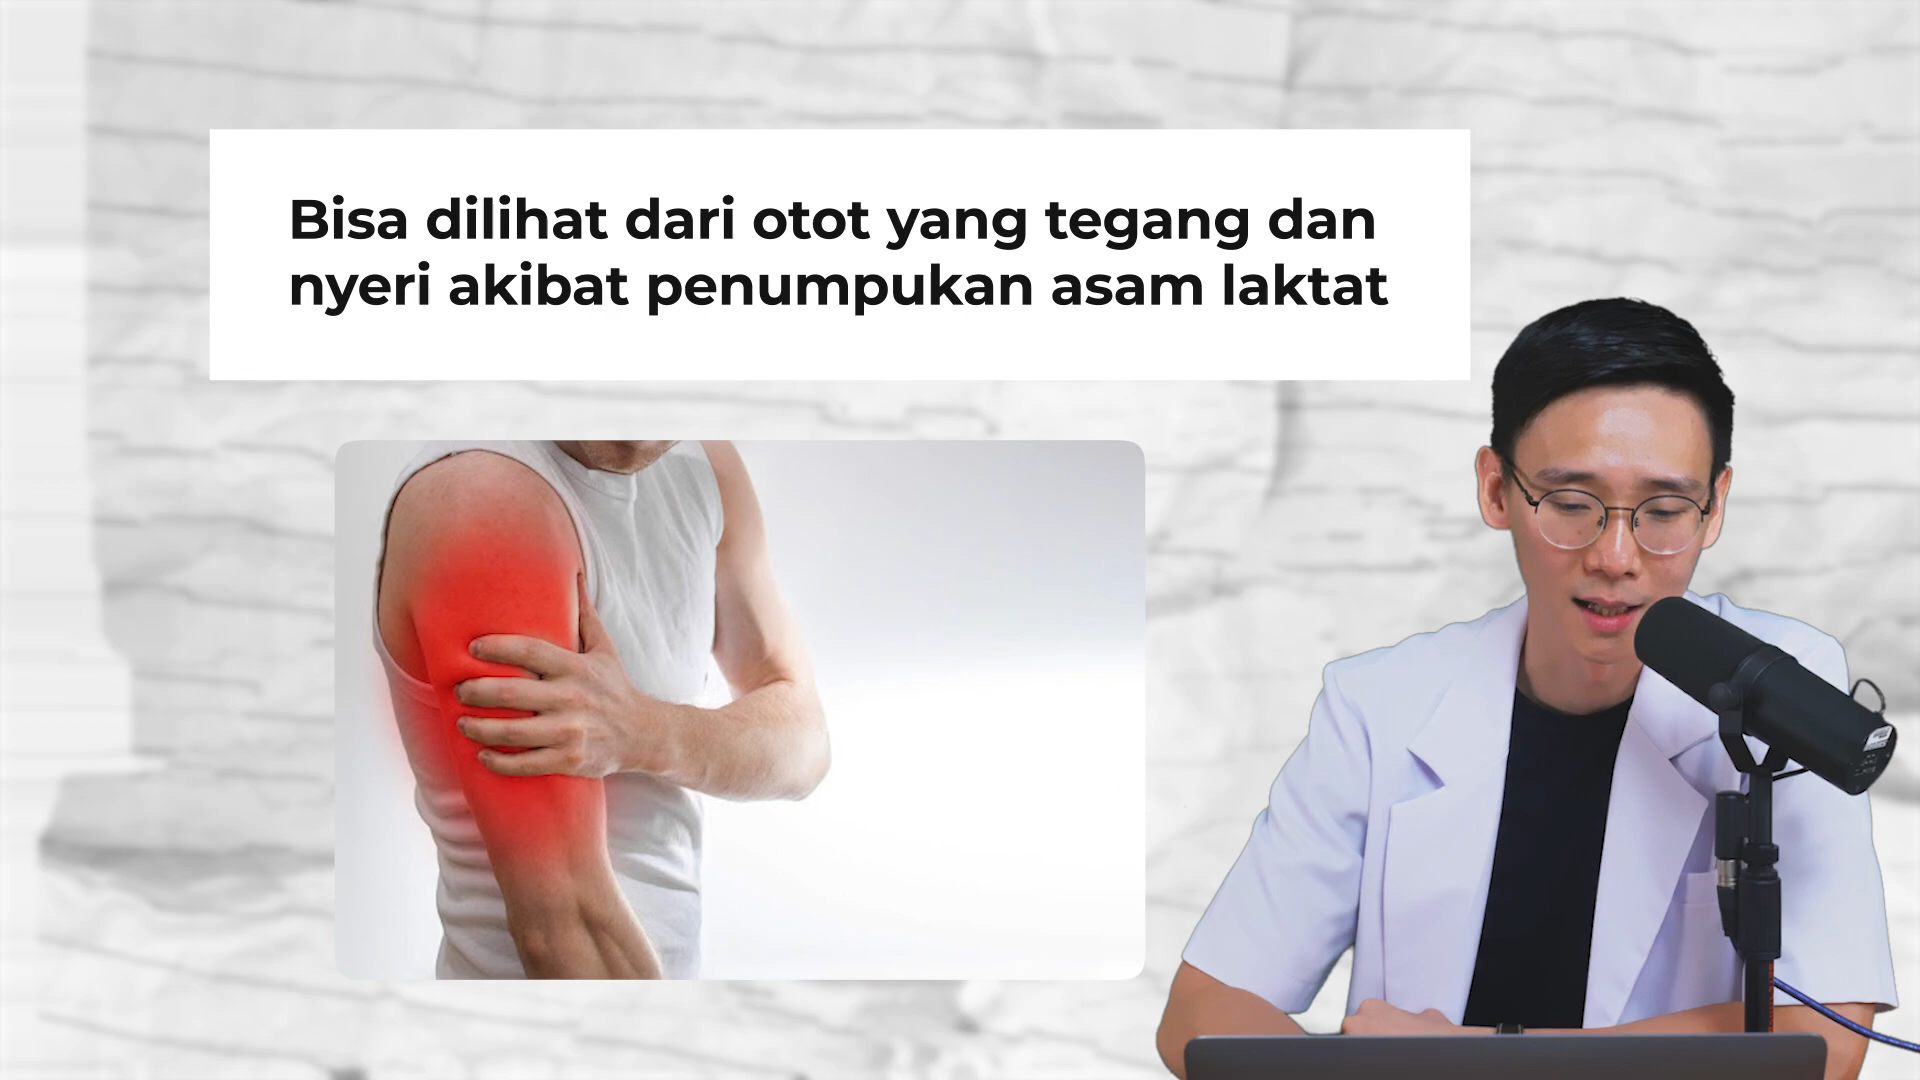 Bisa dilihat dari otot yang tegang dan
nyeri akibat penumpukan asam laktat